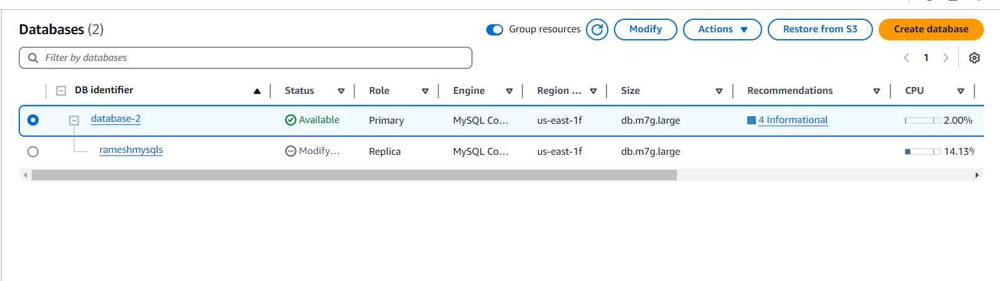 Databases (2)
Group resources
Modify
Actions
Restore from S3
Create database
Filter by databases
1
DB identifier Status Role Engine Region ... Size Recommendations CPU
database-2 Available Primary MySQL Co... us-east-1f db.m7g.large 4 Informational 2.00%
rameshmysqls Modify... Replica MySQL Co... us-east-1f db.m7g.large 14.13%